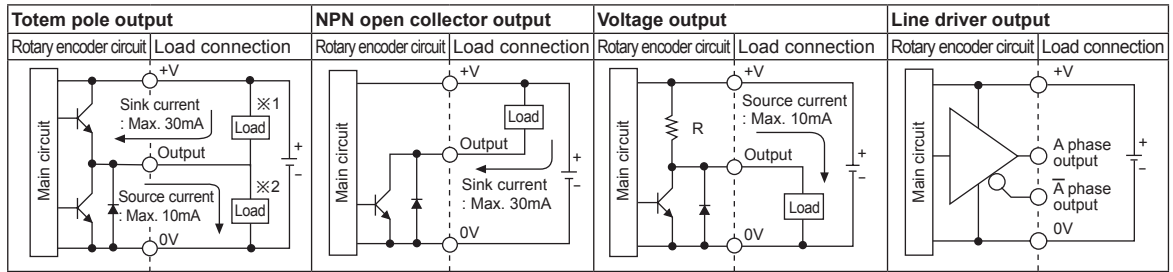 Totem pole output
Rotary encoder circuit Load connection
Main circuit
+V
Sink current
: Max. 30mA
※1
Load
Output
Source current
: Max. 10mA
※2
Load
0V
+
−
NPN open collector output
Rotary encoder circuit Load connection
Main circuit
+V
Load
Output
Sink current
: Max. 30mA
0V
+
−
Voltage output
Rotary encoder circuit Load connection
Main circuit
+V
Source current
: Max. 10mA
R
Output
Load
0V
+
−
Line driver output
Rotary encoder circuit Load connection
Main circuit
+V
A phase
output
A̅ phase
output
0V
+
−